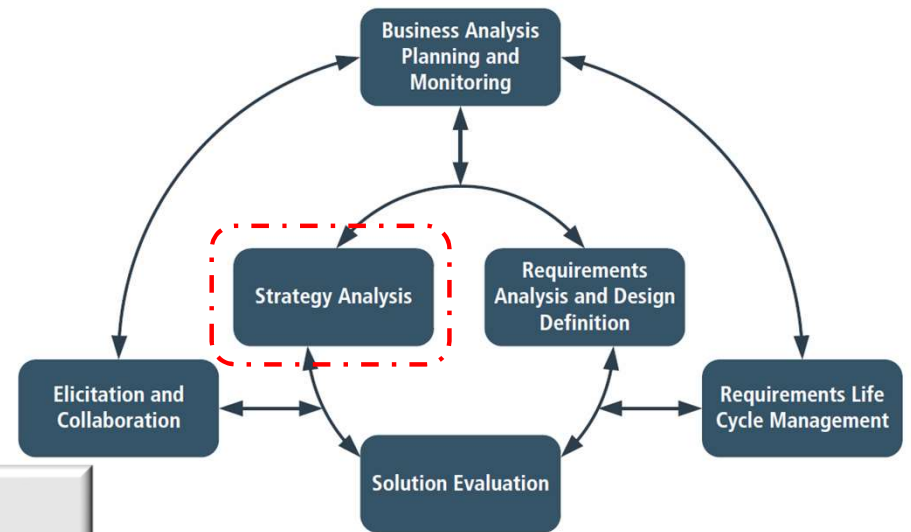 Business Analysis
Planning and
Monitoring
Strategy Analysis
Requirements
Analysis and Design
Definition
Elicitation and
Collaboration
Requirements Life
Cycle Management
Solution Evaluation